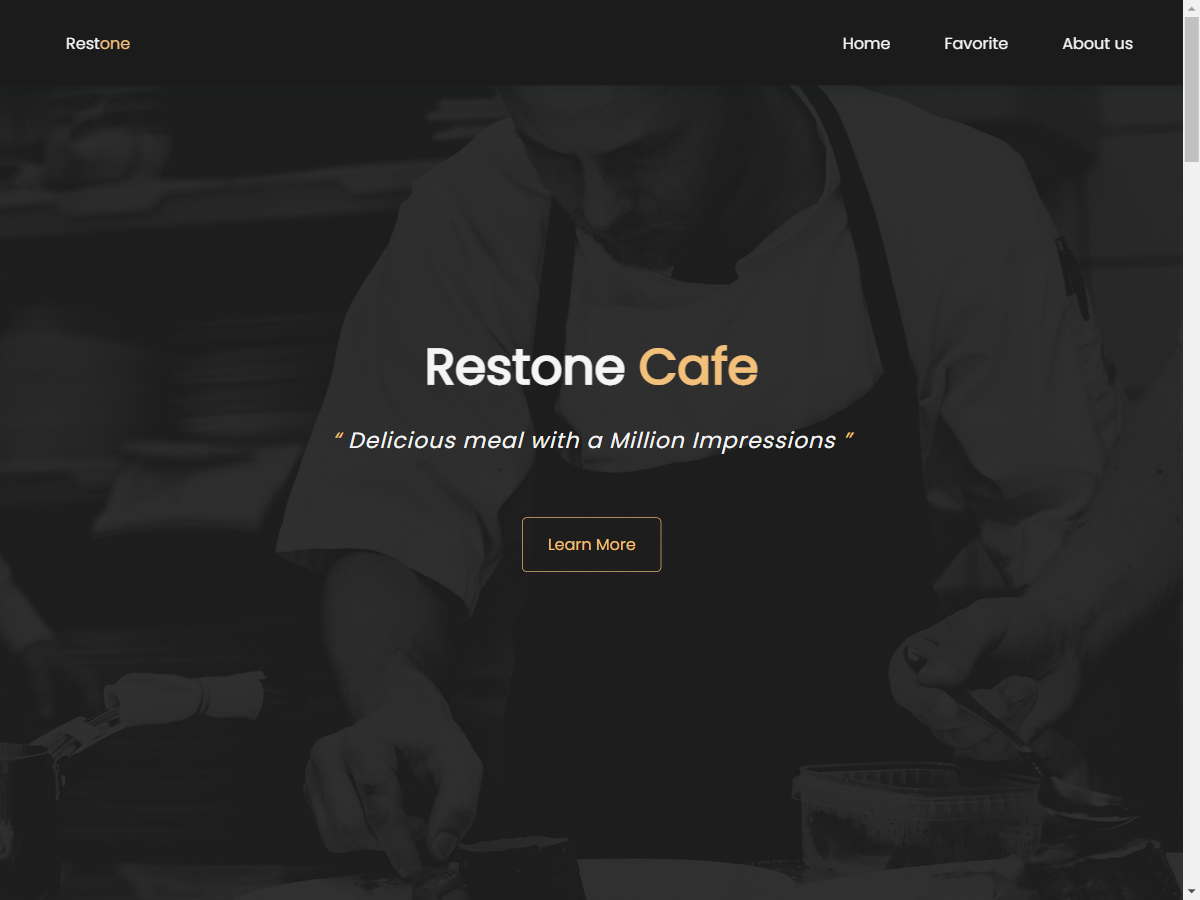 Restone
Home
Favorite
About us
Restone Cafe
“ Delicious meal with a Million Impressions ”
Learn More